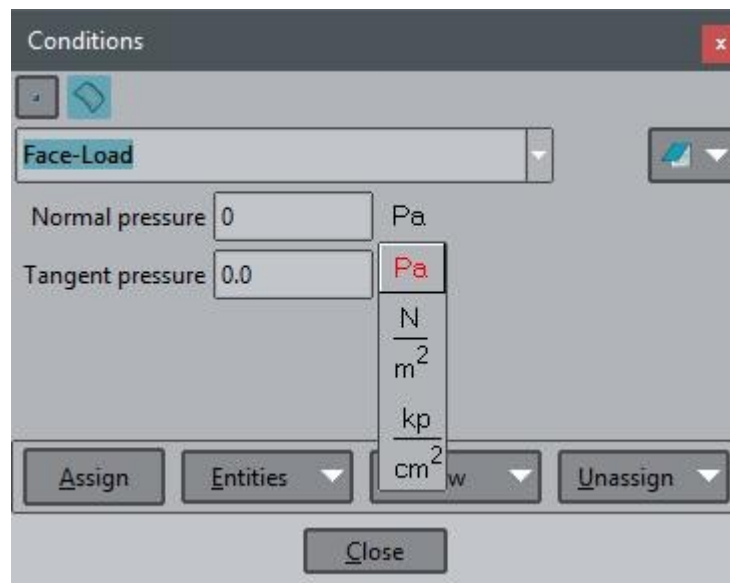 Conditions
x
Face-Load
Normal pressure 0 Pa
Tangent pressure 0.0 Pa
N
m²
kp
cm²
Assign Entities w Unassign
Close